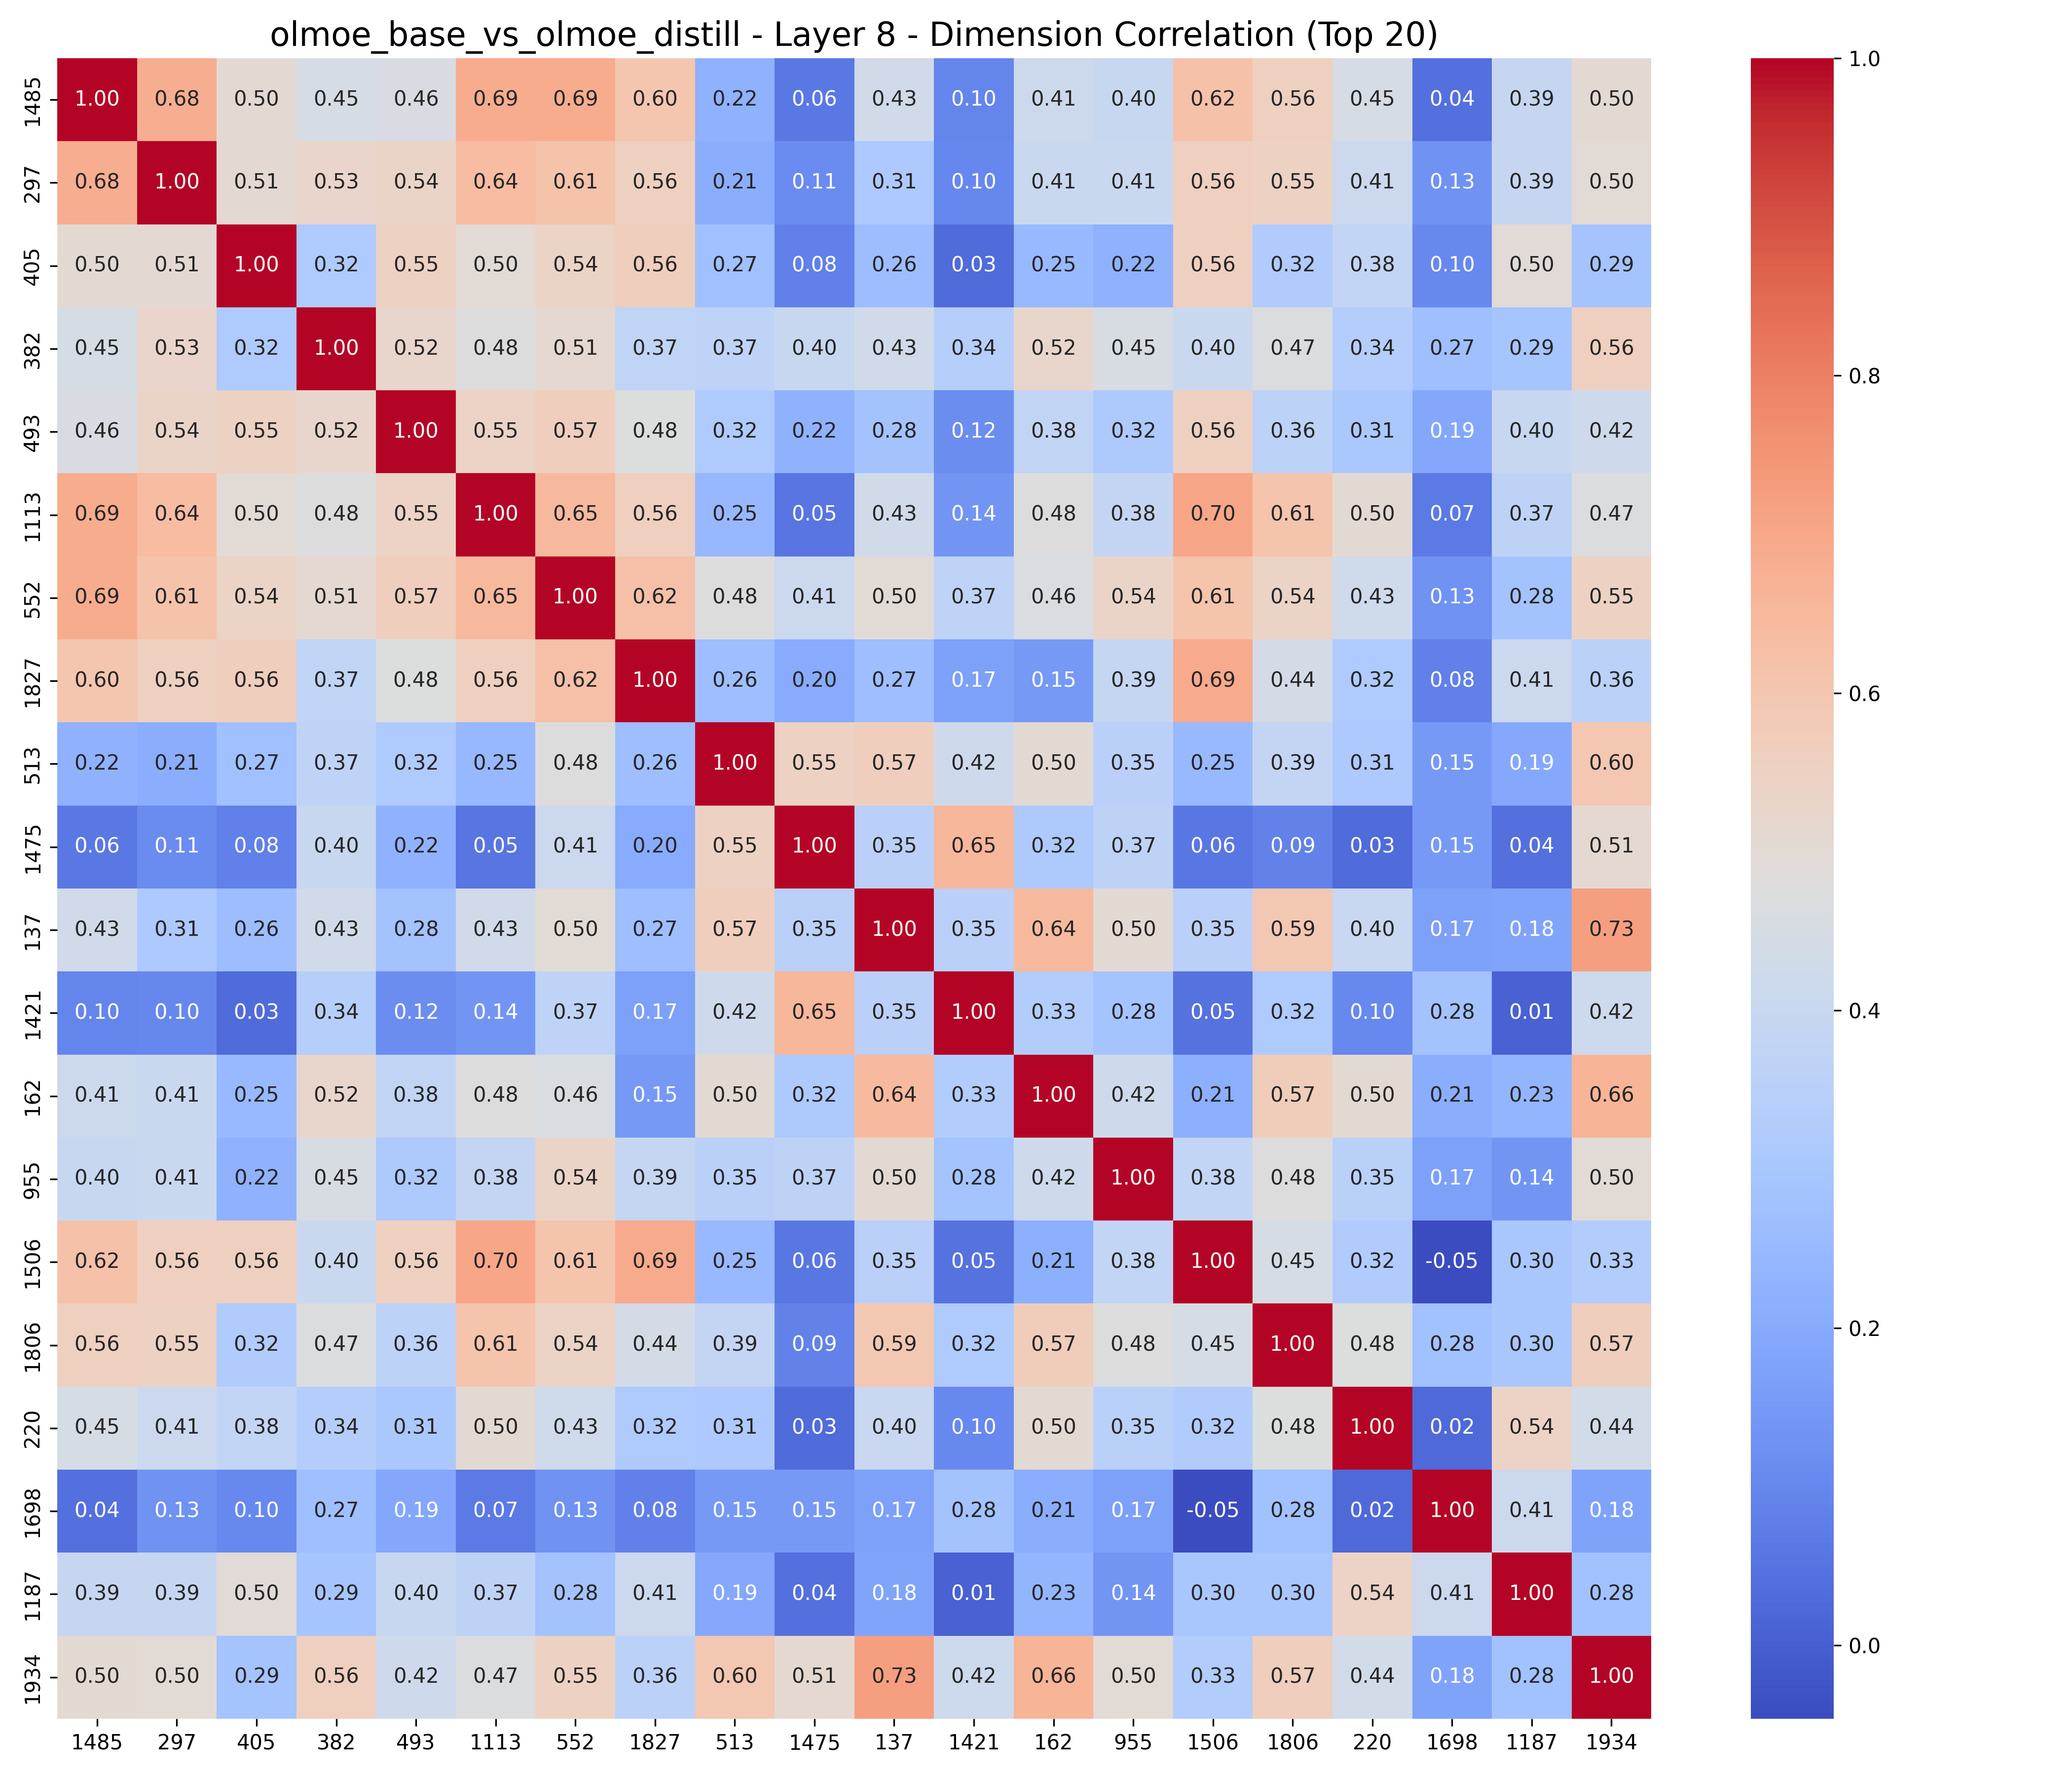 olmoe_base_vs_olmoe_distill - Layer 8 - Dimension Correlation (Top 20)
1485 1.00 0.68 0.50 0.45 0.46 0.69 0.69 0.60 0.22 0.06 0.43 0.10 0.41 0.40 0.62 0.56 0.45 0.04 0.39 0.50
297 0.68 1.00 0.51 0.53 0.54 0.64 0.61 0.56 0.21 0.11 0.31 0.10 0.41 0.41 0.56 0.55 0.41 0.13 0.39 0.50
405 0.50 0.51 1.00 0.32 0.55 0.50 0.54 0.56 0.27 0.08 0.26 0.03 0.25 0.22 0.56 0.32 0.38 0.10 0.50 0.29
382 0.45 0.53 0.32 1.00 0.52 0.48 0.51 0.37 0.37 0.40 0.43 0.34 0.52 0.45 0.40 0.47 0.34 0.27 0.29 0.56
493 0.46 0.54 0.55 0.52 1.00 0.55 0.57 0.48 0.32 0.22 0.28 0.12 0.38 0.32 0.56 0.36 0.31 0.19 0.40 0.42
1113 0.69 0.64 0.50 0.48 0.55 1.00 0.65 0.56 0.25 0.05 0.43 0.14 0.48 0.38 0.70 0.61 0.50 0.07 0.37 0.47
552 0.69 0.61 0.54 0.51 0.57 0.65 1.00 0.62 0.48 0.41 0.50 0.37 0.46 0.54 0.61 0.54 0.43 0.13 0.28 0.55
1827 0.60 0.56 0.56 0.37 0.48 0.56 0.62 1.00 0.26 0.20 0.27 0.17 0.15 0.39 0.69 0.44 0.32 0.08 0.41 0.36
513 0.22 0.21 0.27 0.37 0.32 0.25 0.48 0.26 1.00 0.55 0.57 0.42 0.50 0.35 0.25 0.39 0.31 0.15 0.19 0.60
1475 0.06 0.11 0.08 0.40 0.22 0.05 0.41 0.20 0.55 1.00 0.35 0.65 0.32 0.37 0.06 0.09 0.03 0.15 0.04 0.51
137 0.43 0.31 0.26 0.43 0.28 0.43 0.50 0.27 0.57 0.35 1.00 0.35 0.64 0.50 0.35 0.59 0.40 0.17 0.18 0.73
1421 0.10 0.10 0.03 0.34 0.12 0.14 0.37 0.17 0.42 0.65 0.35 1.00 0.33 0.28 0.05 0.32 0.10 0.28 0.01 0.42
162 0.41 0.41 0.25 0.52 0.38 0.48 0.46 0.15 0.50 0.32 0.64 0.33 1.00 0.42 0.21 0.57 0.50 0.21 0.23 0.66
955 0.40 0.41 0.22 0.45 0.32 0.38 0.54 0.39 0.35 0.37 0.50 0.28 0.42 1.00 0.38 0.48 0.35 0.17 0.14 0.50
1506 0.62 0.56 0.56 0.40 0.56 0.70 0.61 0.69 0.25 0.06 0.35 0.05 0.21 0.38 1.00 0.45 0.32 -0.05 0.30 0.33
1806 0.56 0.55 0.32 0.47 0.36 0.61 0.54 0.44 0.39 0.09 0.59 0.32 0.57 0.48 0.45 1.00 0.48 0.28 0.30 0.57
220 0.45 0.41 0.38 0.34 0.31 0.50 0.43 0.32 0.31 0.03 0.40 0.10 0.50 0.35 0.32 0.48 1.00 0.02 0.54 0.44
1698 0.04 0.13 0.10 0.27 0.19 0.07 0.13 0.08 0.15 0.15 0.17 0.28 0.21 0.17 -0.05 0.28 0.02 1.00 0.41 0.18
1187 0.39 0.39 0.50 0.29 0.40 0.37 0.28 0.41 0.19 0.04 0.18 0.01 0.23 0.14 0.30 0.30 0.54 0.41 1.00 0.28
1934 0.50 0.50 0.29 0.56 0.42 0.47 0.55 0.36 0.60 0.51 0.73 0.42 0.66 0.50 0.33 0.57 0.44 0.18 0.28 1.00
1485 297 405 382 493 1113 552 1827 513 1475 137 1421 162 955 1506 1806 220 1698 1187 1934
1.0
0.8
0.6
0.4
0.2
0.0